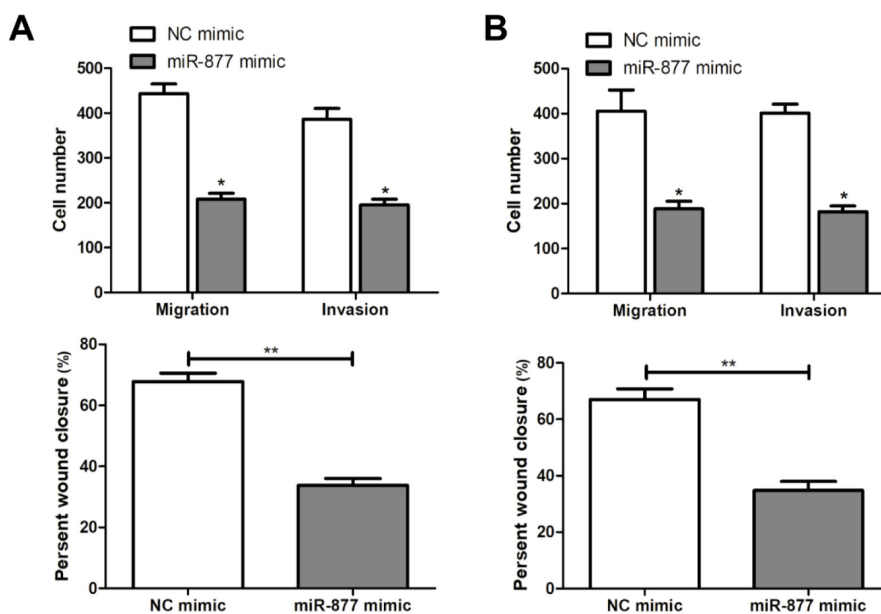 A
NC mimic
miR-877 mimic
Cell number
500
400
300
200
100
0
*
*
Migration
Invasion
Persent wound closure (%)
80
60
40
20
0
**
NC mimic
miR-877 mimic
B
NC mimic
miR-877 mimic
Cell number
500
400
300
200
100
0
*
*
Migration
Invasion
Persent wound closure (%)
80
60
40
20
0
**
NC mimic
miR-877 mimic